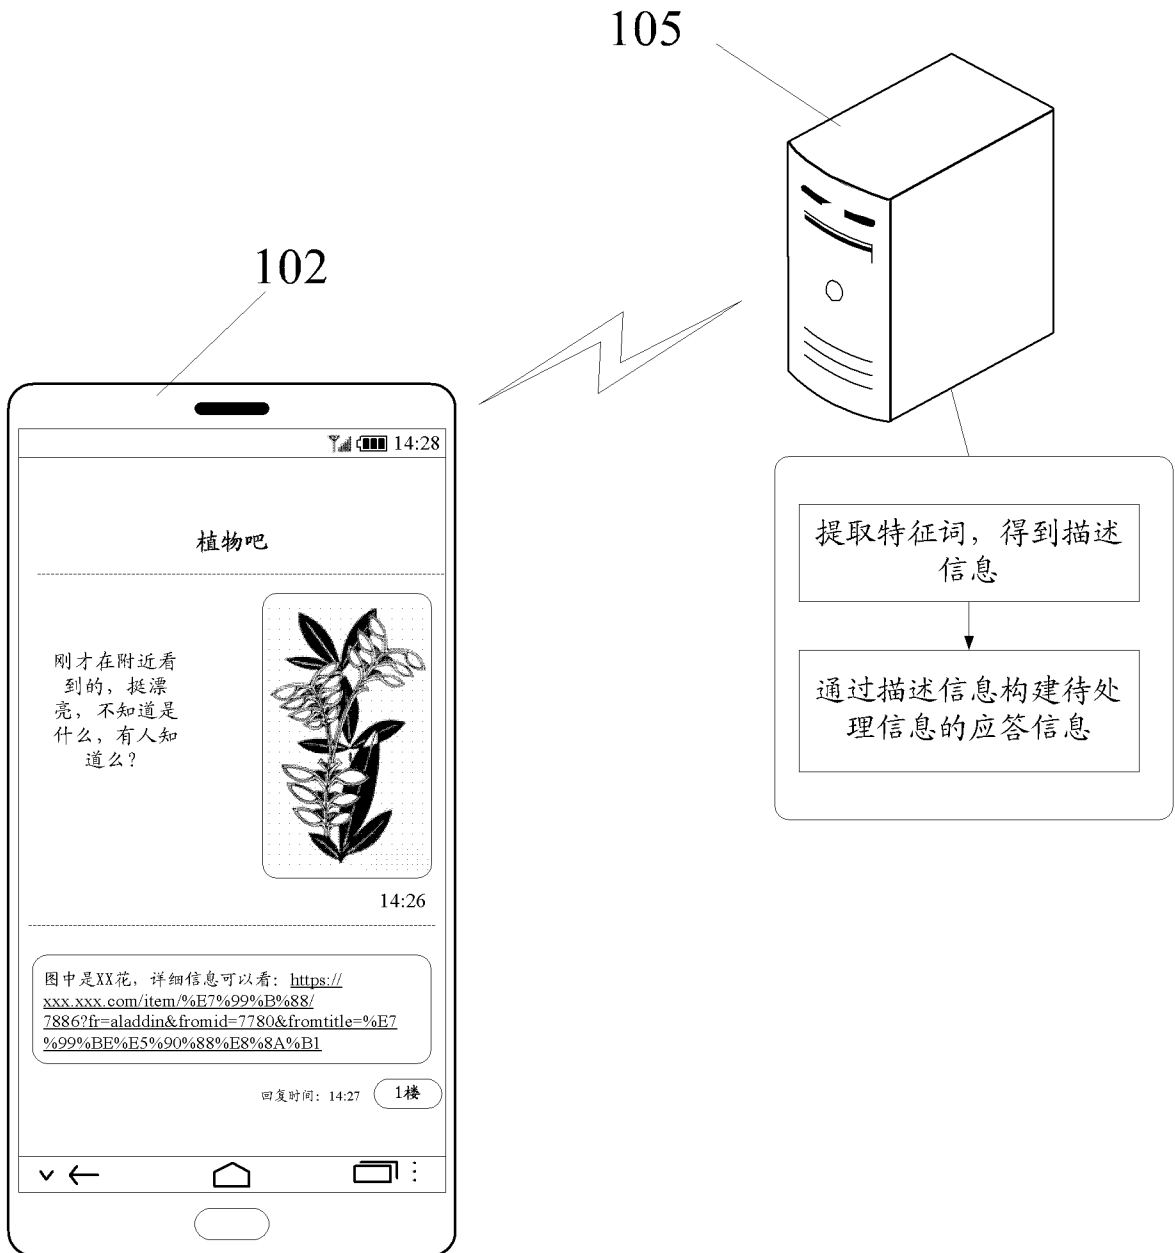 105
102
14:28
植物吧
刚才在附近看
到的，挺漂
亮，不知道是
什么，有人知
道么？
14:26
图中是XX花，详细信息可以看：https://
xxx.xxx.com/item/%E7%99%B%88/
7886?fr=aladdin&fromid=7780&fromtitle=%E7
%99%BE%E5%90%88%E8%8A%B1
回复时间：14:27
1楼
提取特征词，得到描述
信息
通过描述信息构建待处
理信息的应答信息